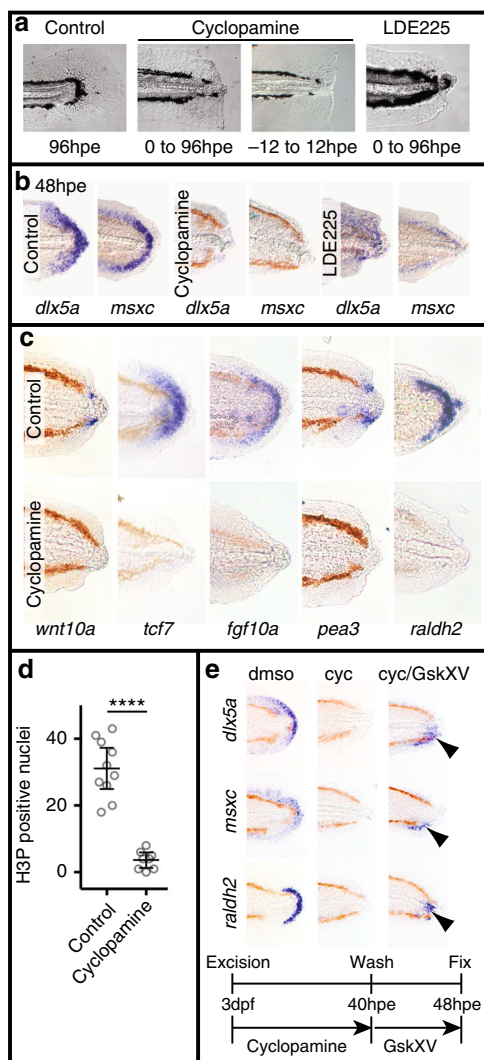 a
Control Cyclopamine LDE225
96hpe 0 to 96hpe –12 to 12hpe 0 to 96hpe
b 48hpe
Control Cyclopamine LDE225
dlx5a msxc dlx5a msxc dlx5a msxc
c
Control
Cyclopamine
wnt10a tcf7 fgf10a pea3 raldh2
d
****
H3P positive nuclei
40
20
0
Control Cyclopamine
e
dmso cyc cyc/GskXV
dlx5a
msxc
raldh2
Excision Wash Fix
3dpf 40hpe 48hpe
Cyclopamine GskXV